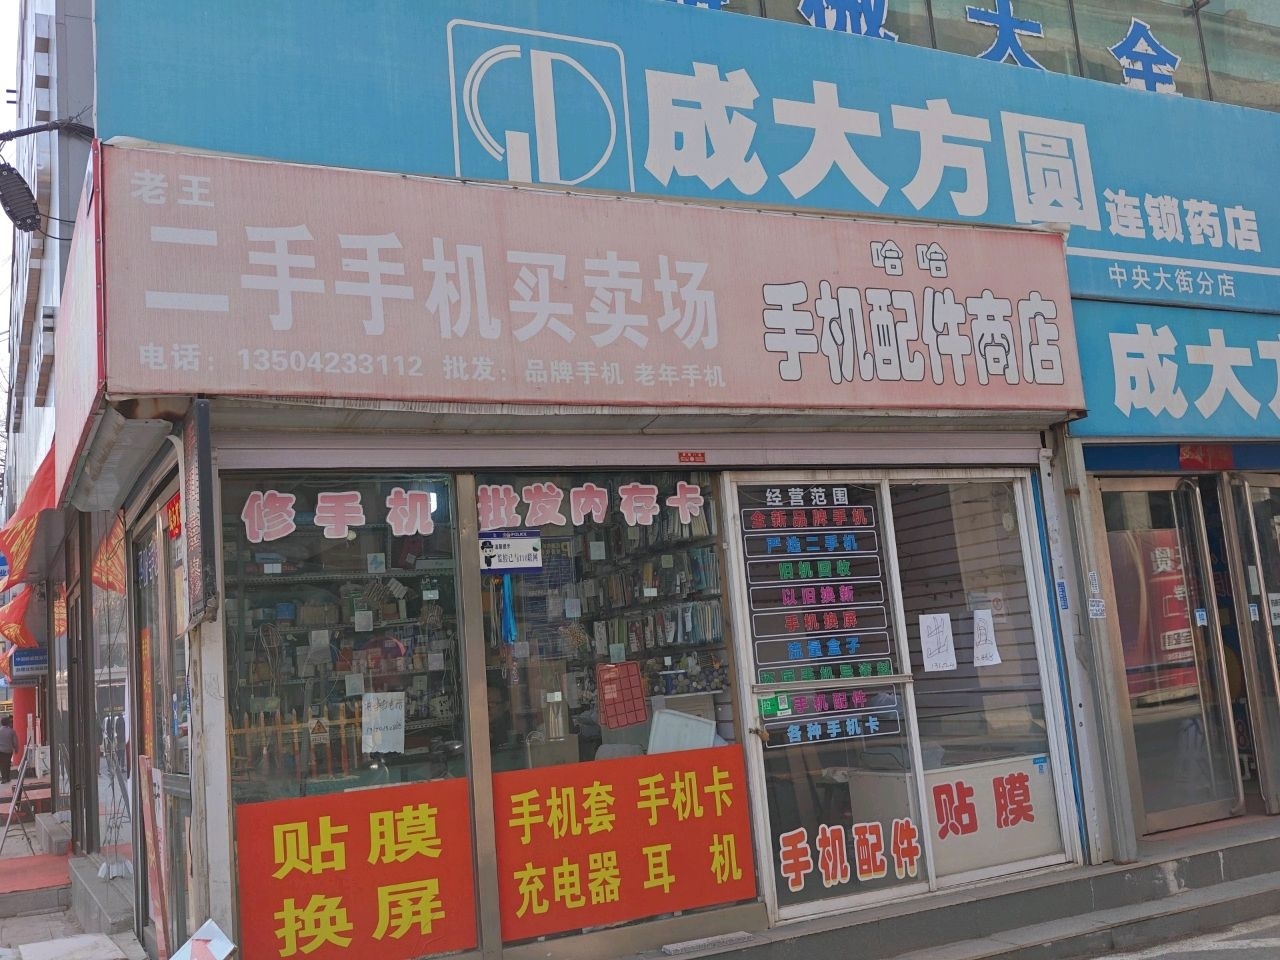 械大全
成大方圆
连锁药店
中央大街分店
成大方
老王
二手手机买卖场
电话：13504233112 批发：品牌手机 老年手机
哈哈
手机配件商店
修手机
批发内存卡
经营范围
全新品牌手机
严选二手机
旧机回收
以旧换新
手机换屏
流量盒子
手机配件
各种手机卡
贴膜
换屏
手机套 手机卡
充电器 耳机
手机配件
贴膜